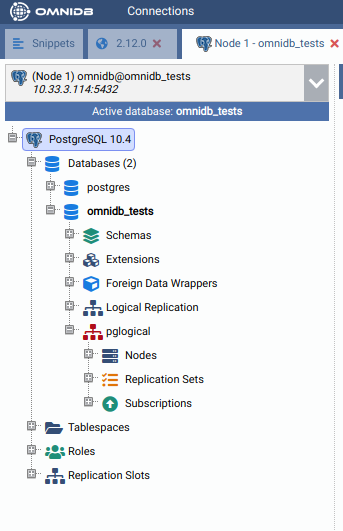 OMNIDB Connections
Snippets 2.12.0 Node 1 - omnidb_tests
(Node 1) omnidb@omnidb_tests
10.33.3.114:5432
Active database: omnidb_tests
PostgreSQL 10.4
Databases (2)
postgres
omnidb_tests
Schemas
Extensions
Foreign Data Wrappers
Logical Replication
pglogical
Nodes
Replication Sets
Subscriptions
Tablespaces
Roles
Replication Slots